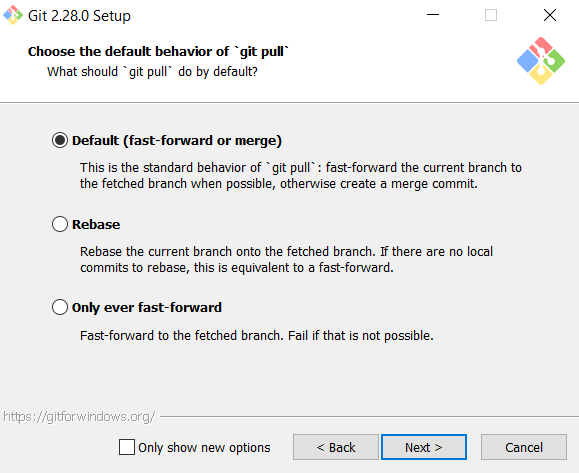 Git 2.28.0 Setup
Choose the default behavior of `git pull`
What should `git pull` do by default?
Default (fast-forward or merge)
This is the standard behavior of `git pull`: fast-forward the current branch to
the fetched branch when possible, otherwise create a merge commit.
Rebase
Rebase the current branch onto the fetched branch. If there are no local
commits to rebase, this is equivalent to a fast-forward.
Only ever fast-forward
Fast-forward to the fetched branch. Fail if that is not possible.
https://gitforwindows.org/
Only show new options
< Back
Next >
Cancel